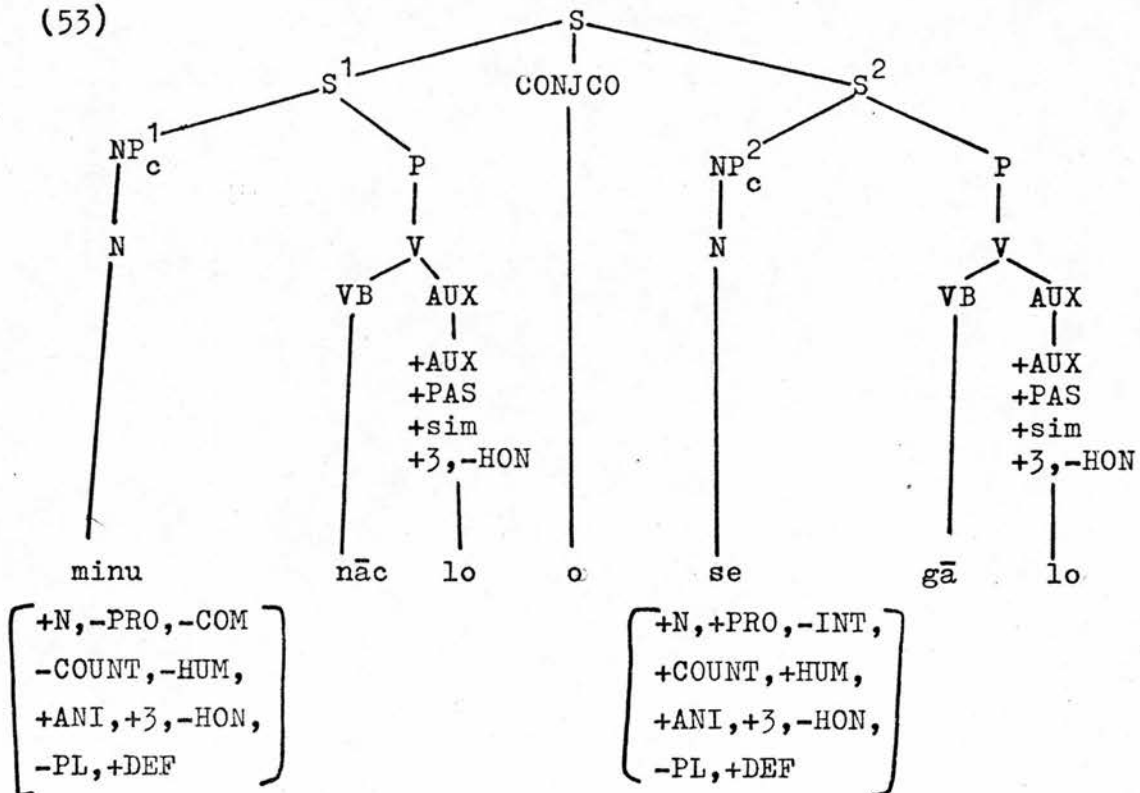 (53)
S
S¹ CONJCO S²
NP¹c P NP²c P
N V N V
VB AUX VB AUX
+AUX +AUX
+PAS +PAS
+sim +sim
+3,-HON +3,-HON
minu nāc lo o se gā lo
+N,-PRO,-COM +N,+PRO,-INT,
-COUNT,-HUM, +COUNT,+HUM,
+ANI,+3,-HON, +ANI,+3,-HON,
-PL,+DEF -PL,+DEF